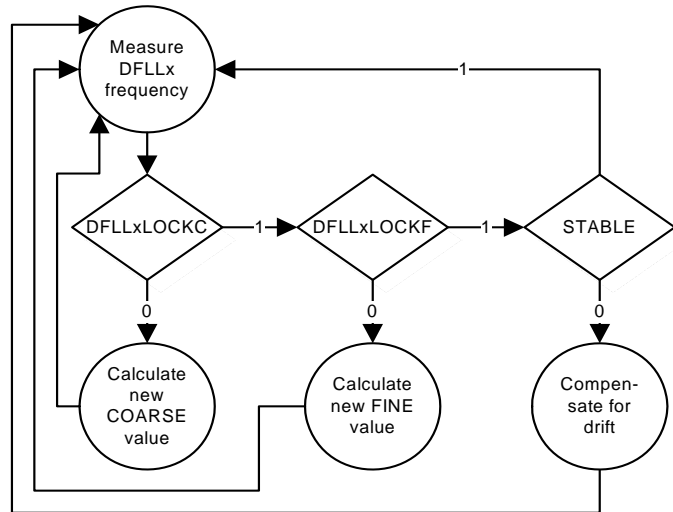 Measure
DFLLx
frequency
1
DFLLxLOCKC
1
DFLLxLOCKF
1
STABLE
0
0
0
Calculate
new
COARSE
value
Calculate
new FINE
value
Compen-
sate for
drift